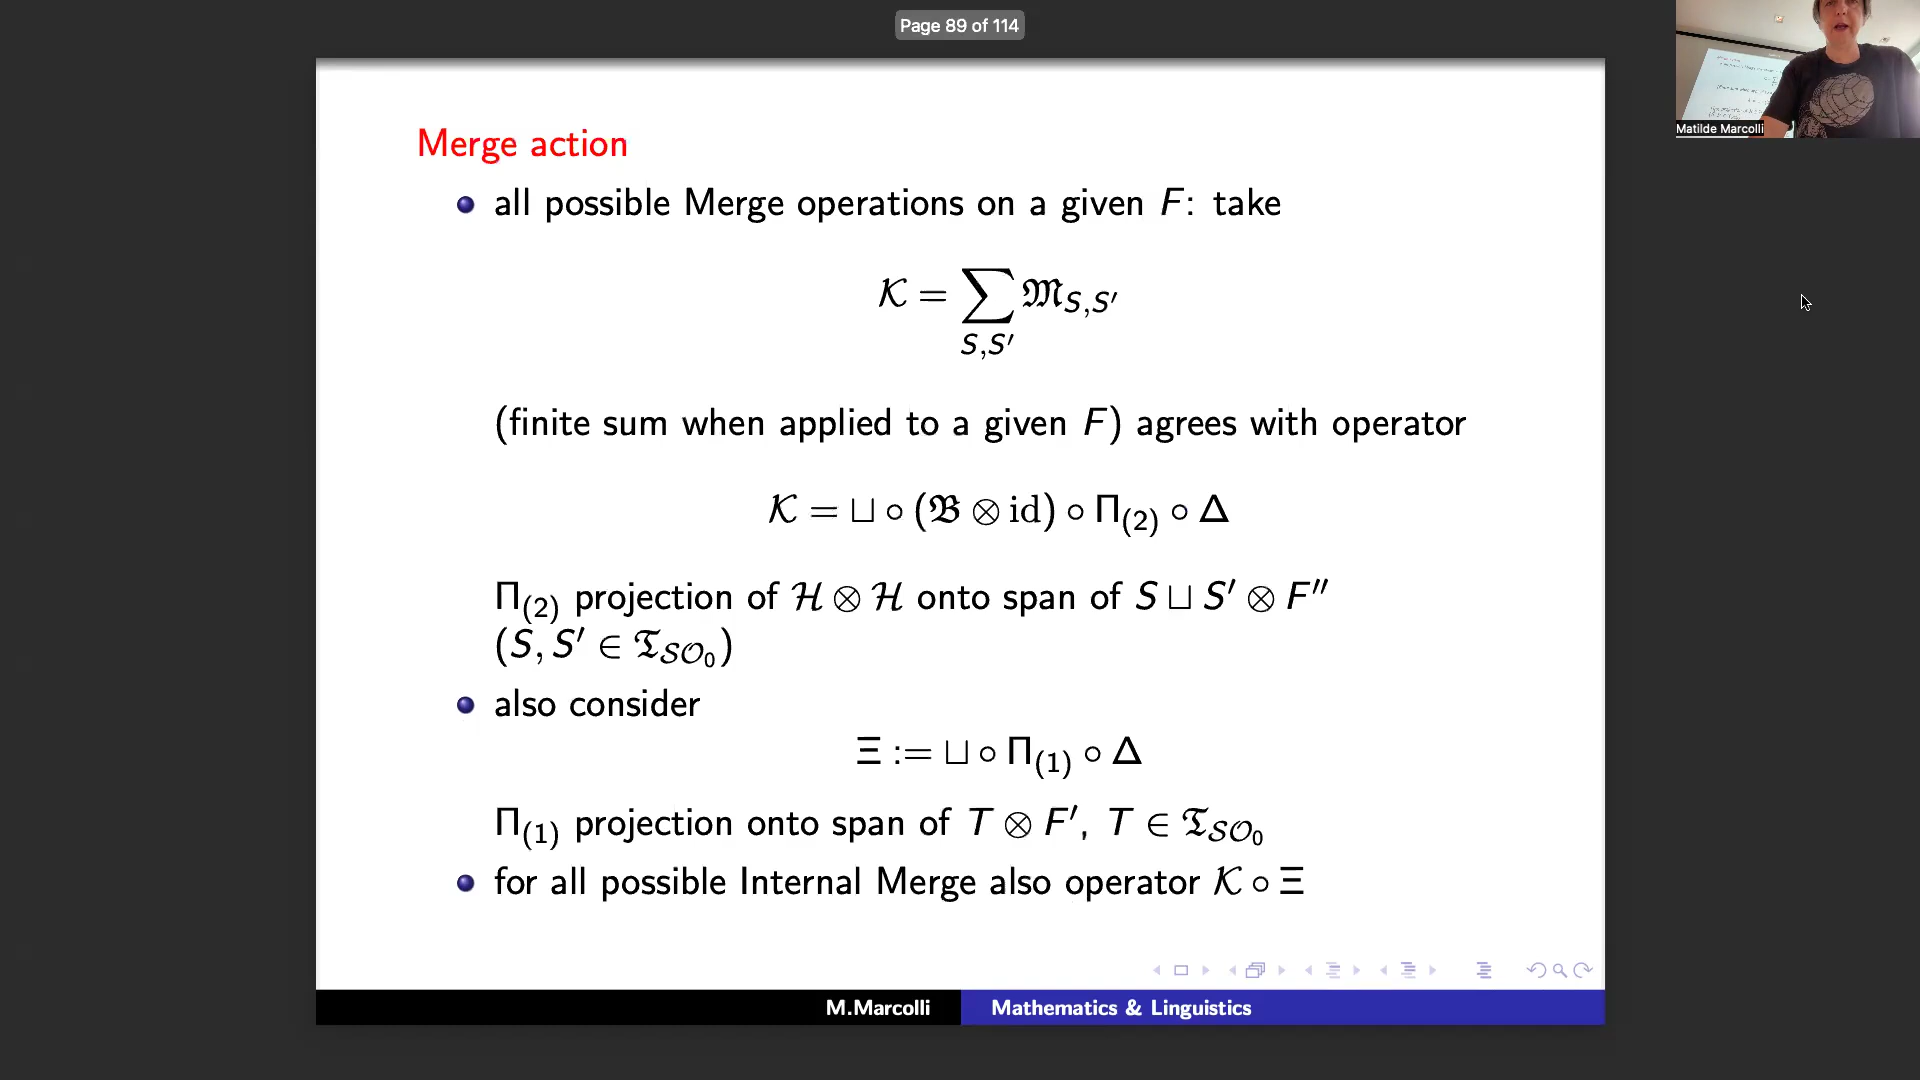 Page 89 of 114
Matilde Marcolli
Merge action
all possible Merge operations on a given F: take
𝒦 = ∑ 𝔐_{S,S′}
S,S′
(finite sum when applied to a given F) agrees with operator
𝒦 = ⊔ ∘ (𝔅 ⊗ id) ∘ Π_{(2)} ∘ Δ
Π_{(2)} projection of ℋ ⊗ ℋ onto span of S ⊔ S′ ⊗ F″
(S, S′ ∈ 𝔗_{𝒮𝒪₀})
also consider
Ξ := ⊔ ∘ Π_{(1)} ∘ Δ
Π_{(1)} projection onto span of T ⊗ F′, T ∈ 𝔗_{𝒮𝒪₀}
for all possible Internal Merge also operator 𝒦 ∘ Ξ
M.Marcolli
Mathematics & Linguistics